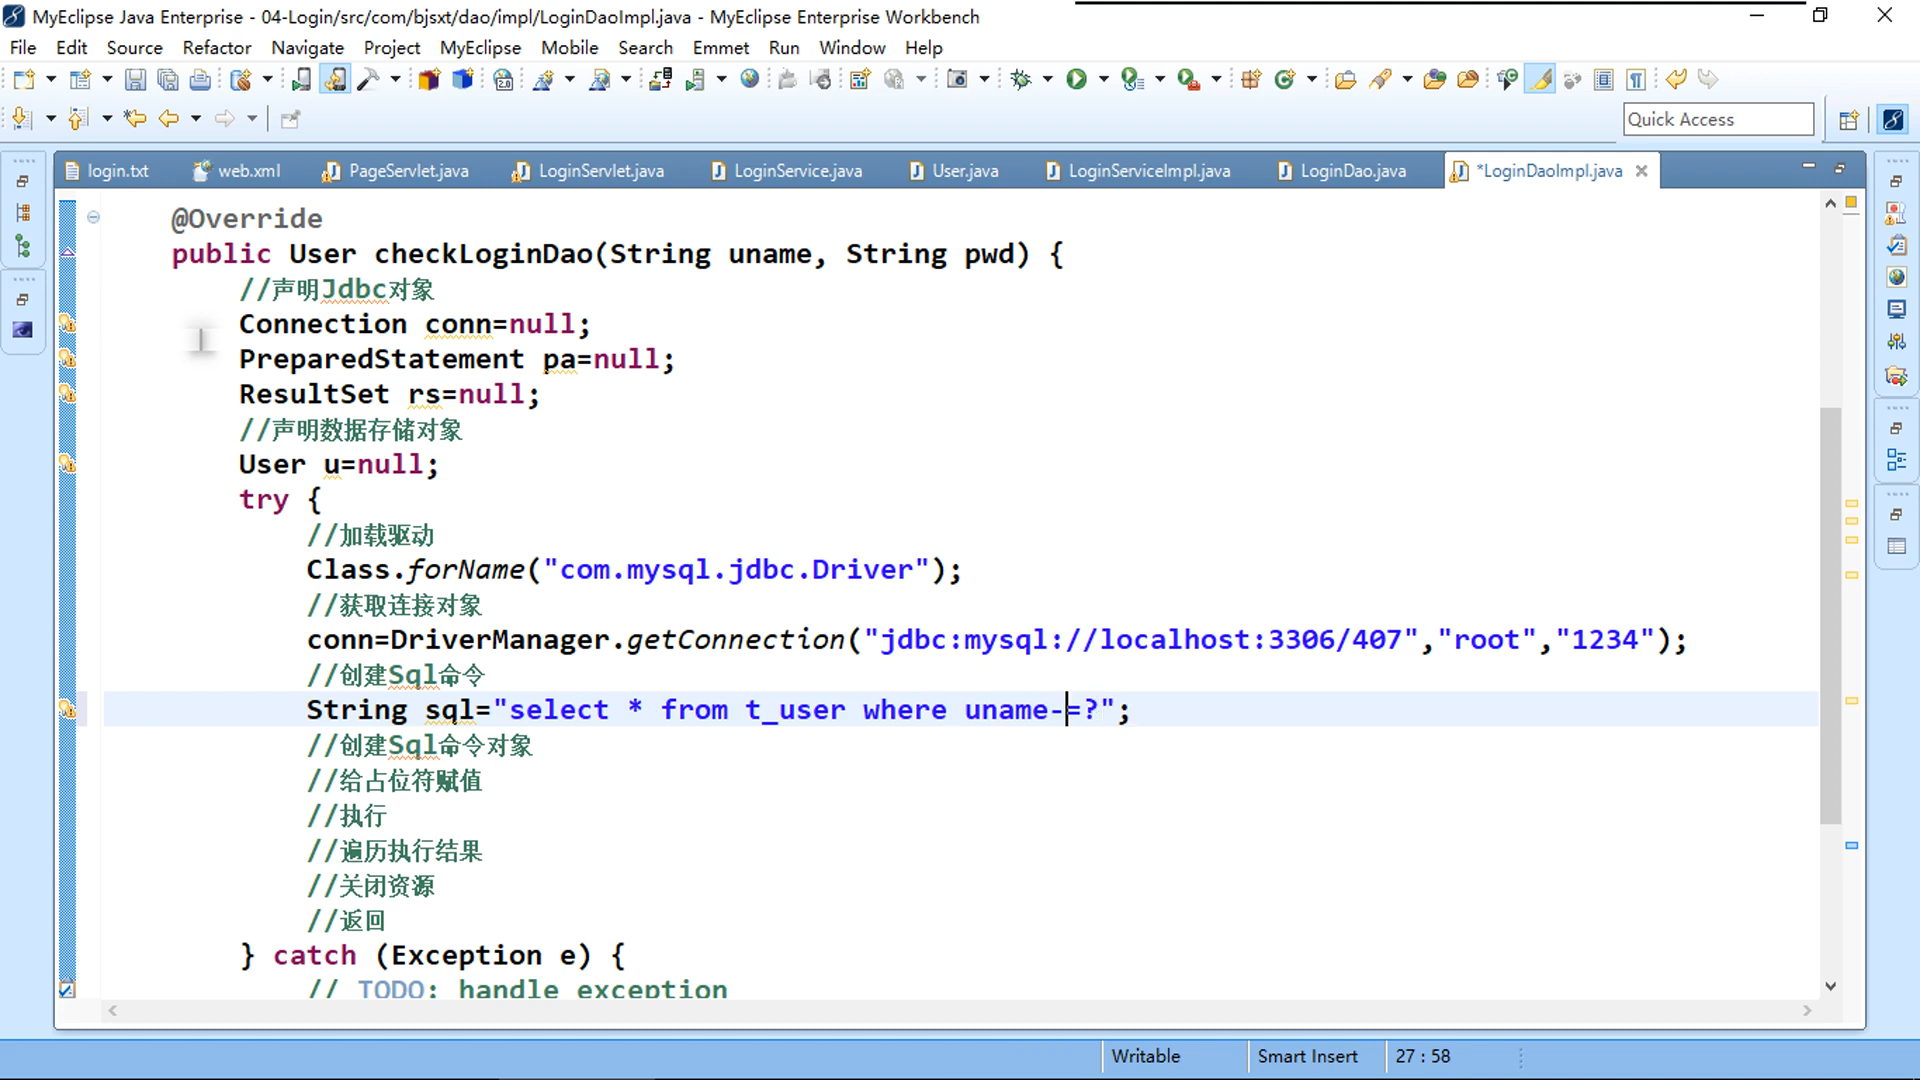 MyEclipse Java Enterprise - 04-Login/src/com/bjsxt/dao/impl/LoginDaoImpl.java - MyEclipse Enterprise Workbench
File Edit Source Refactor Navigate Project MyEclipse Mobile Search Emmet Run Window Help
Quick Access
login.txt web.xml PageServlet.java LoginServlet.java LoginService.java User.java LoginServiceImpl.java LoginDao.java *LoginDaoImpl.java
@Override
public User checkLoginDao(String uname, String pwd) {
//声明Jdbc对象
Connection conn=null;
PreparedStatement pa=null;
ResultSet rs=null;
//声明数据存储对象
User u=null;
try {
//加载驱动
Class.forName("com.mysql.jdbc.Driver");
//获取连接对象
conn=DriverManager.getConnection("jdbc:mysql://localhost:3306/407","root","1234");
//创建Sql命令
String sql="select * from t_user where uname-=?";
//创建Sql命令对象
//给占位符赋值
//执行
//遍历执行结果
//关闭资源
//返回
} catch (Exception e) {
// TODO: handle exception
Writable Smart Insert 27 : 58